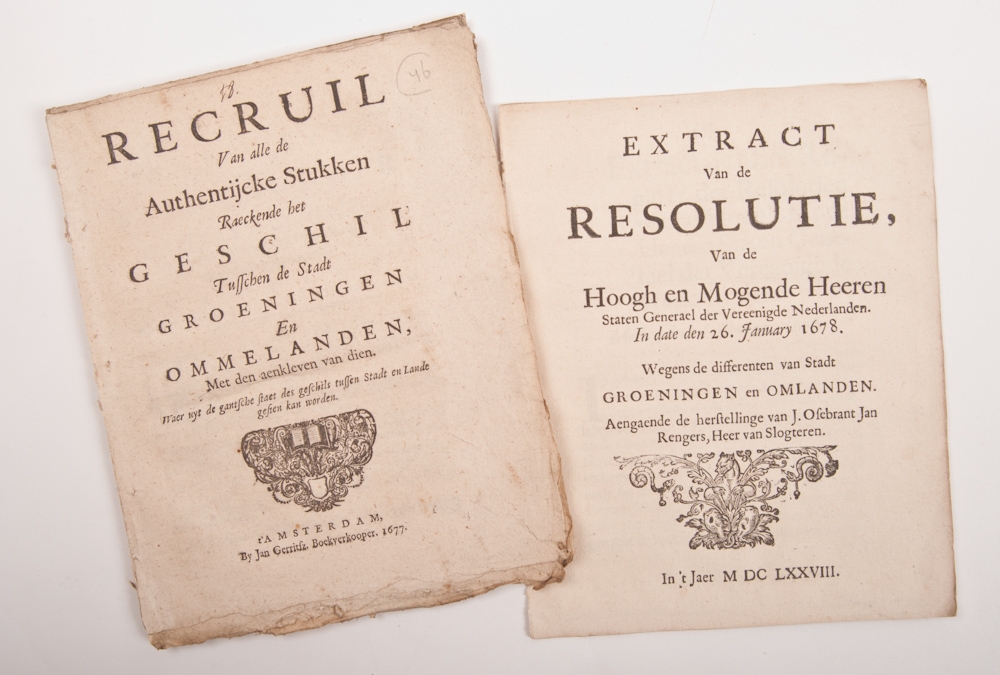 58.
46
RECRUIL
Van alle de
Authentijcke Stukken
Raeckende het
GESCHIL
Tuſſchen de Stadt
GROENINGEN
En
OMMELANDEN,
Met den aenkleven van dien.
Waer uyt de gantſche ſtaet des geſchils tuſſen Stadt en Lande
geſien kan worden.
t'AMSTERDAM,
By Jan Gerritſz. Boekverkooper. 1677.
EXTRACT
Van de
RESOLUTIE,
Van de
Hoogh en Mogende Heeren
Staten Generael der Vereenigde Nederlanden.
In date den 26. January 1678.
Wegens de differenten van Stadt
GROENINGEN en OMLANDEN.
Aengaende de herſtellinge van J. Oſebrant Jan
Rengers, Heer van Slogteren.
In 't Jaer M DC LXXVIII.